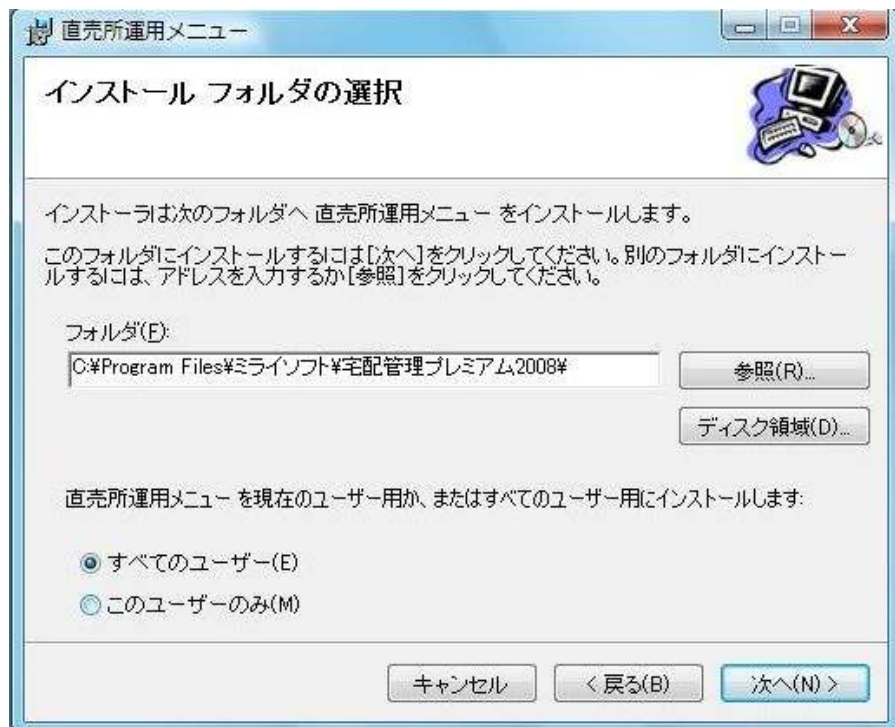 直売所運用メニュー
インストール フォルダの選択
インストーラは次のフォルダへ 直売所運用メニュー をインストールします。
このフォルダにインストールするには[次へ]をクリックしてください。別のフォルダにインストー
ルするには、アドレスを入力するか[参照]をクリックしてください。
フォルダ(F):
C:¥Program Files¥ミライソフト¥宅配管理プレミアム2008¥
参照(R)...
ディスク領域(D)...
直売所運用メニュー を現在のユーザー用か、またはすべてのユーザー用にインストールします:
すべてのユーザー(E)
このユーザーのみ(M)
キャンセル
< 戻る(B)
次へ(N) >